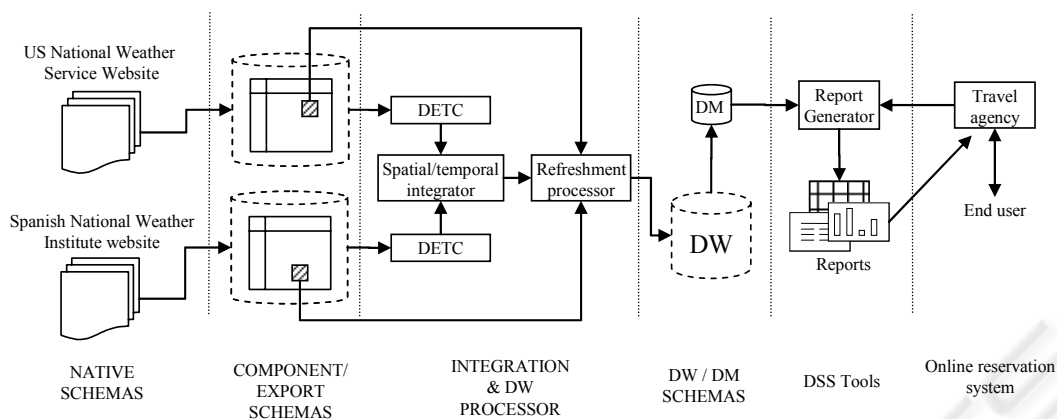 US National Weather
Service Website
Spanish National Weather
Institute website
DETC
Spatial/temporal
integrator
DETC
Refreshment
processor
DM
DW
Report
Generator
Reports
Travel
agency
End user
NATIVE
SCHEMAS
COMPONENT/
EXPORT
SCHEMAS
INTEGRATION
& DW
PROCESSOR
DW / DM
SCHEMAS
DSS Tools
Online reservation
system